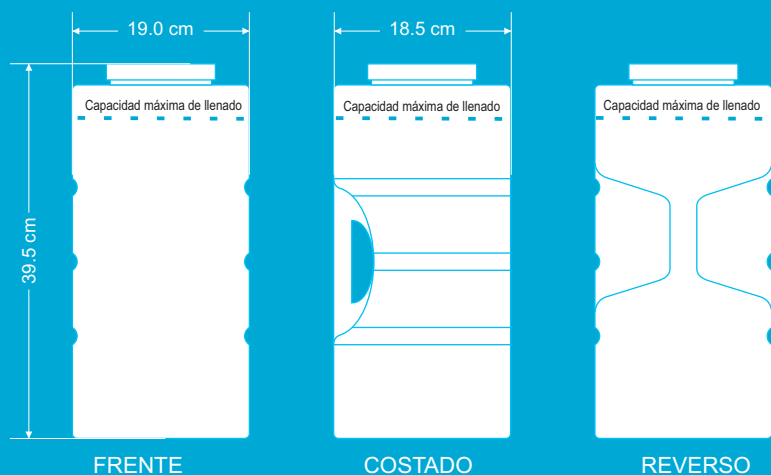 19.0 cm
18.5 cm
Capacidad máxima de llenado
Capacidad máxima de llenado
Capacidad máxima de llenado
39.5 cm
FRENTE
COSTADO
REVERSO